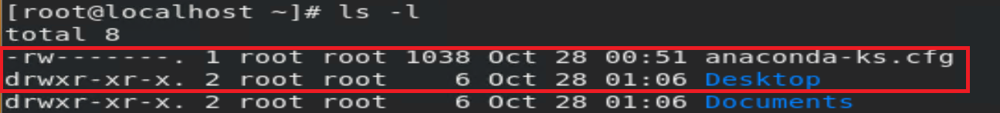 [root@localhost ~]# ls -l
total 8
-rw-------. 1 root root 1038 Oct 28 00:51 anaconda-ks.cfg
drwxr-xr-x. 2 root root    6 Oct 28 01:06 Desktop
drwxr-xr-x. 2 root root    6 Oct 28 01:06 Documents